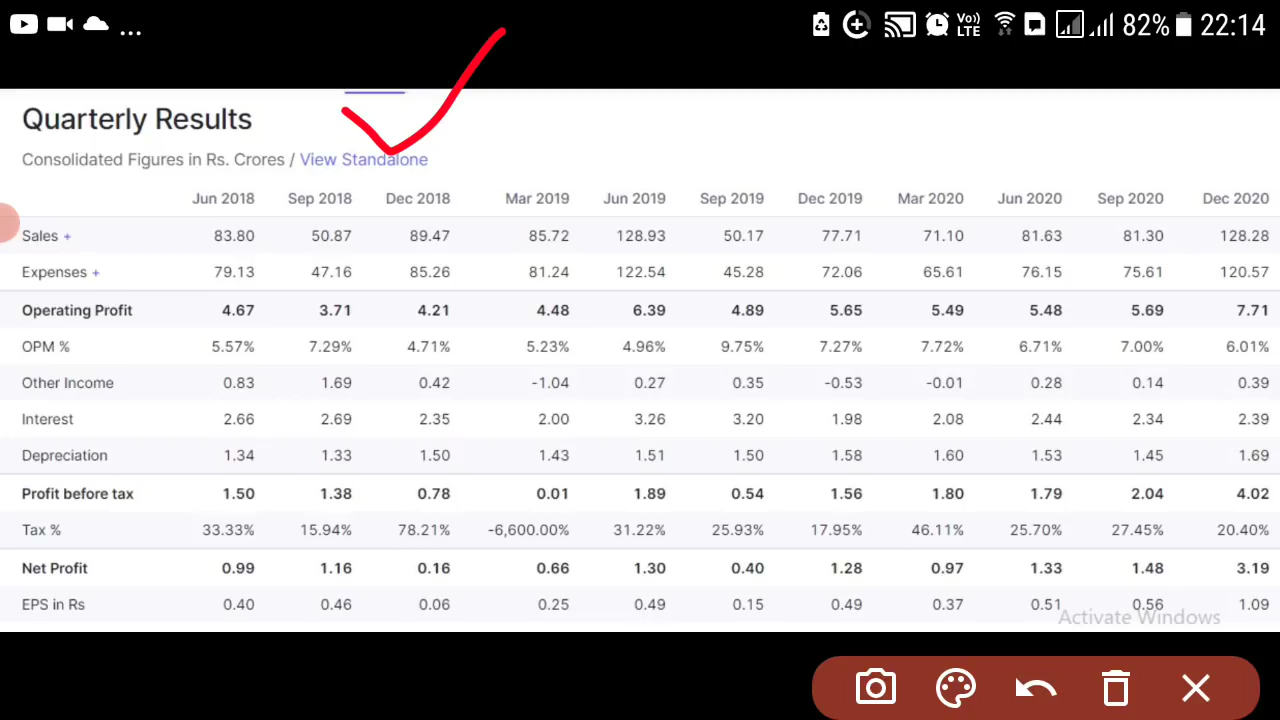 ... Vo)) LTE 82% 22:14
Quarterly Results
Consolidated Figures in Rs. Crores / View Standalone
Jun 2018 Sep 2018 Dec 2018 Mar 2019 Jun 2019 Sep 2019 Dec 2019 Mar 2020 Jun 2020 Sep 2020 Dec 2020
Sales + 83.80 50.87 89.47 85.72 128.93 50.17 77.71 71.10 81.63 81.30 128.28
Expenses + 79.13 47.16 85.26 81.24 122.54 45.28 72.06 65.61 76.15 75.61 120.57
Operating Profit 4.67 3.71 4.21 4.48 6.39 4.89 5.65 5.49 5.48 5.69 7.71
OPM % 5.57% 7.29% 4.71% 5.23% 4.96% 9.75% 7.27% 7.72% 6.71% 7.00% 6.01%
Other Income 0.83 1.69 0.42 -1.04 0.27 0.35 -0.53 -0.01 0.28 0.14 0.39
Interest 2.66 2.69 2.35 2.00 3.26 3.20 1.98 2.08 2.44 2.34 2.39
Depreciation 1.34 1.33 1.50 1.43 1.51 1.50 1.58 1.60 1.53 1.45 1.69
Profit before tax 1.50 1.38 0.78 0.01 1.89 0.54 1.56 1.80 1.79 2.04 4.02
Tax % 33.33% 15.94% 78.21% -6,600.00% 31.22% 25.93% 17.95% 46.11% 25.70% 27.45% 20.40%
Net Profit 0.99 1.16 0.16 0.66 1.30 0.40 1.28 0.97 1.33 1.48 3.19
EPS in Rs 0.40 0.46 0.06 0.25 0.49 0.15 0.49 0.37 0.51 0.56 1.09
Activate Windows